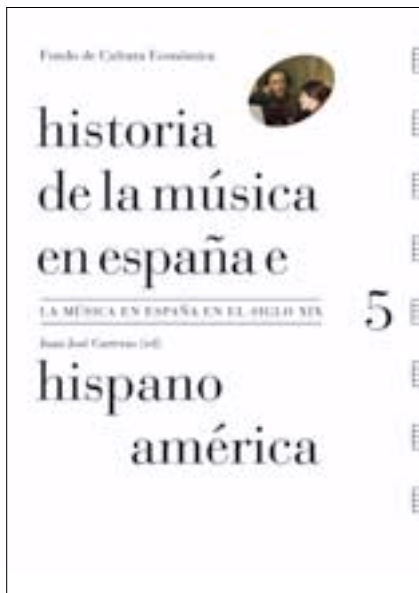 Fondo de Cultura Económica
historia
de la música
en españa e
LA MÚSICA EN ESPAÑA EN EL SIGLO XIX
5
Juan José Carreras (ed)
hispano
américa